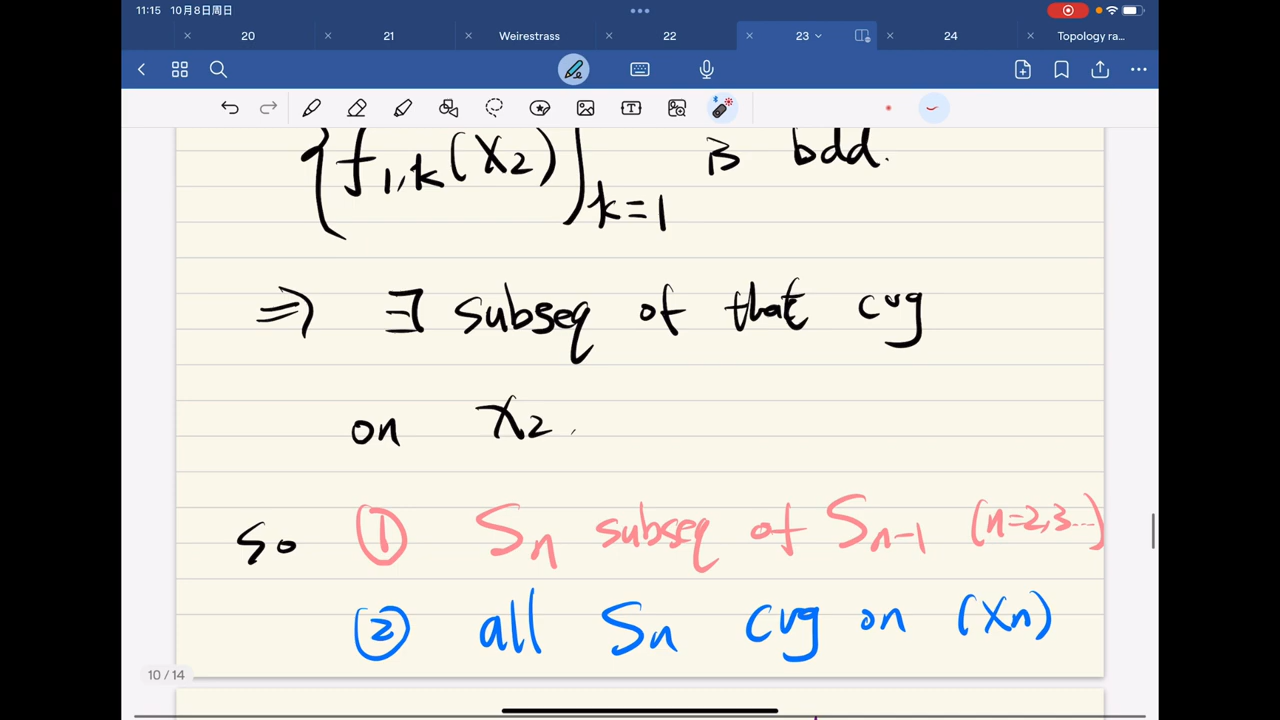 11:15 10月8日周日
20 21 Weirestrass 22 23 24 Topology ra...
{f1,k(X2)}k=1 is bdd.
⇒ ∃ subseq of that cvg
on X2.
So ① Sn subseq of Sn-1 (n=2,3...)
② all Sn cvg on (Xn)
10 / 14